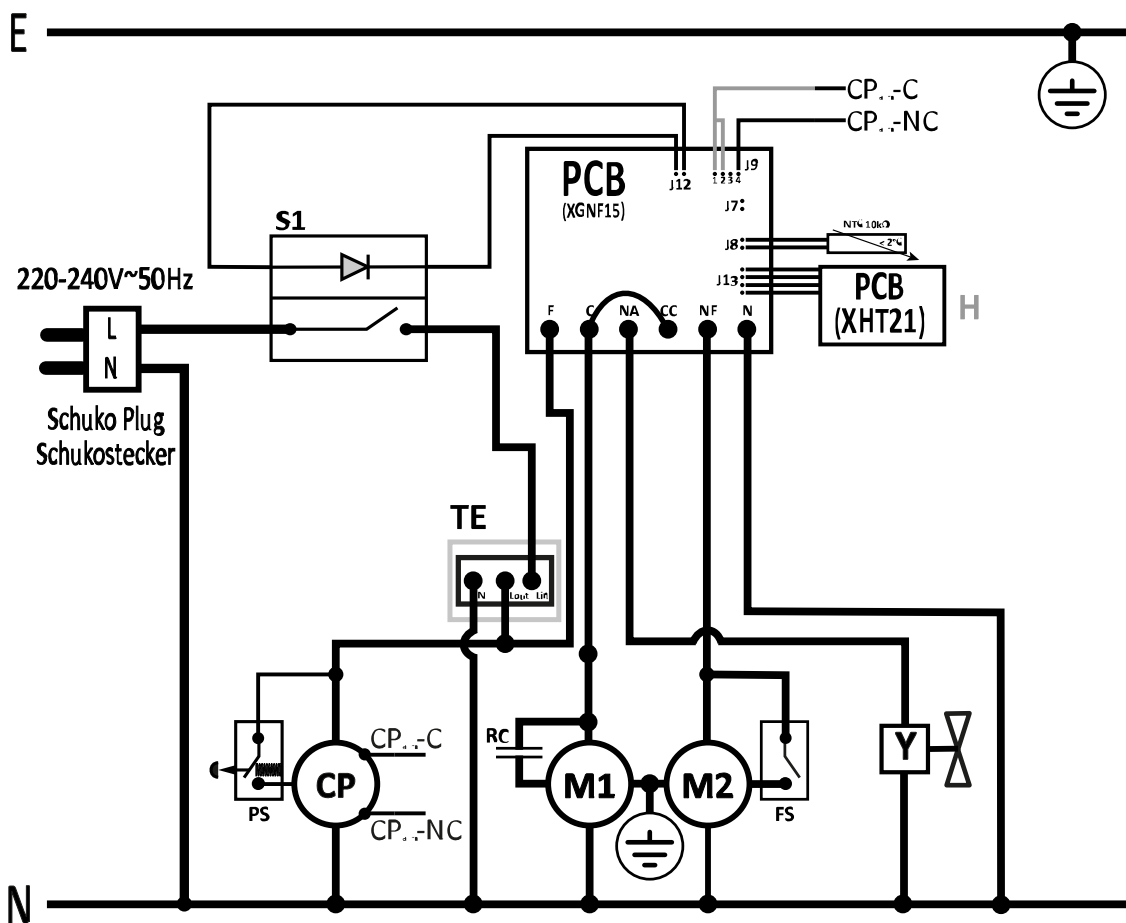 E
CP...-C
CP...-NC
PCB
(XGNF15)
J12
1 2 3 4
J9
J7
J8
NTC 10kΩ
< 2°C
J13
PCB
(XHT21)
H
S1
220-240V~50Hz
L
N
Schuko Plug
Schukostecker
F C NA CC NF N
TE
N Lout Lin
CP...-C
RC
CP
M1
M2
Y
PS
CP...-NC
FS
N